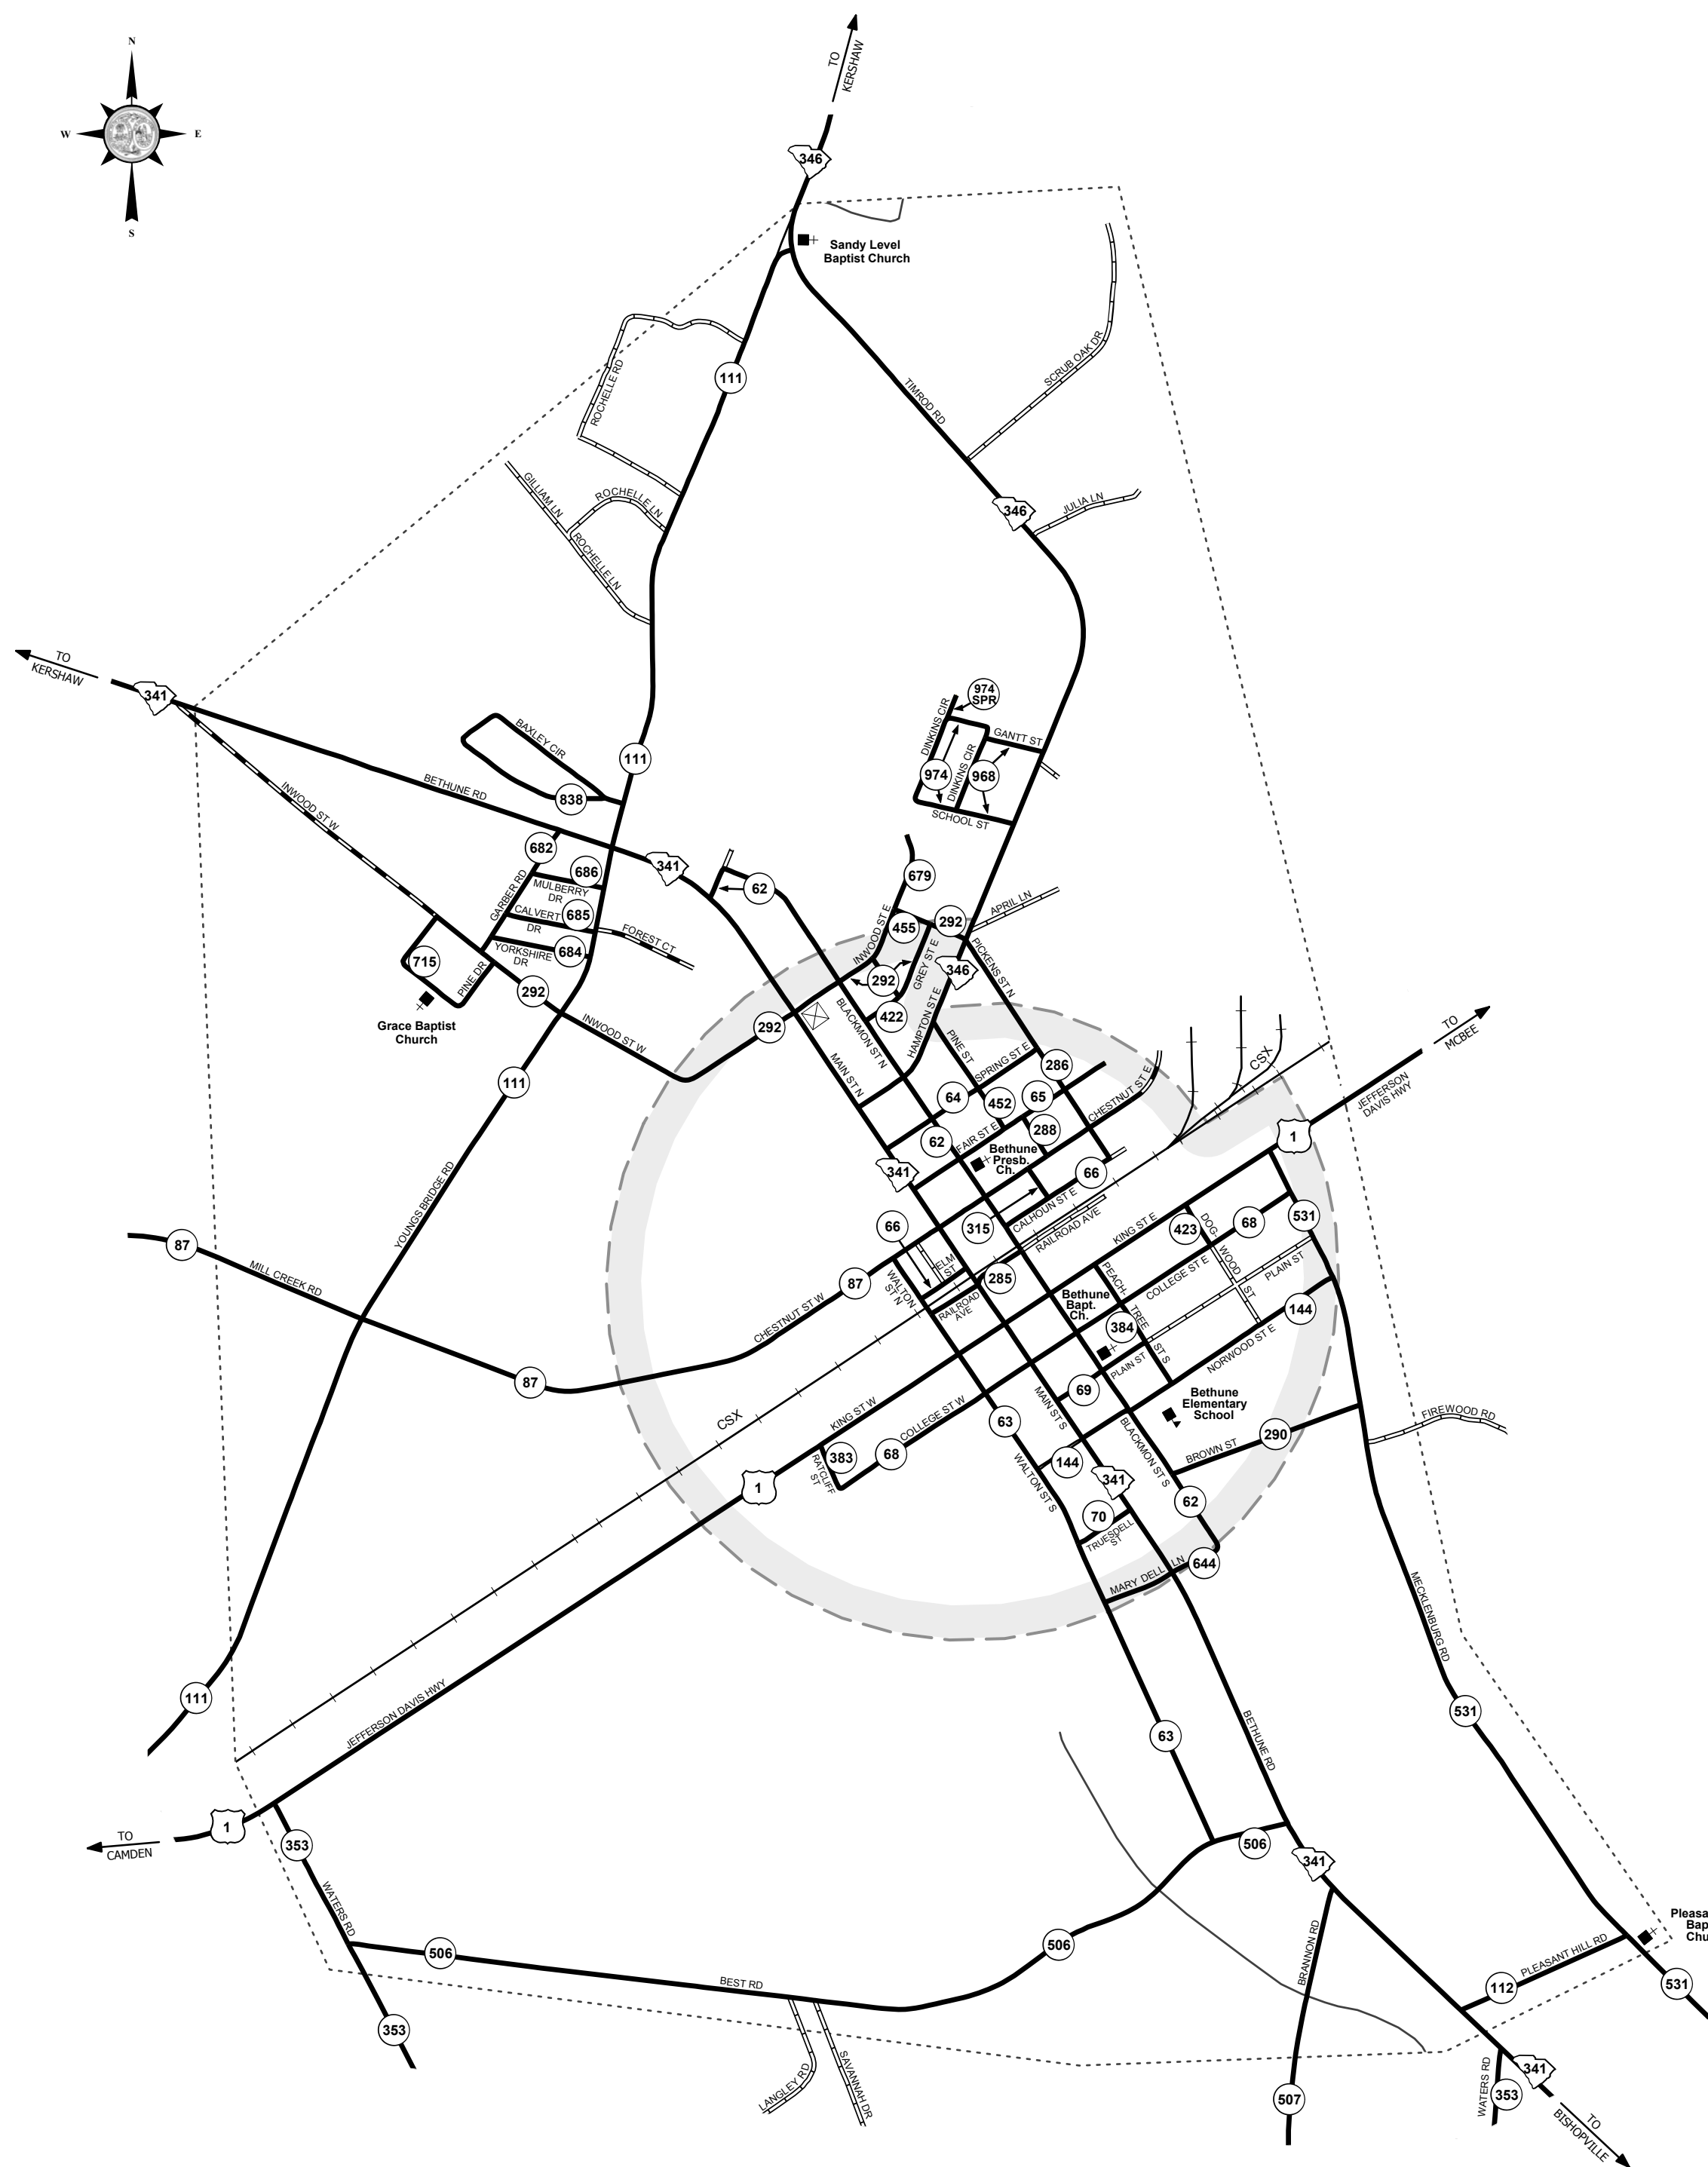 N
W
E
S
TO
KERSHAW
346
Sandy Level
Baptist Church
111
ROCHELLE RD
TIMROD RD
SCRUB OAK DR
GILLIAM LN
ROCHELLE LN
ROCHELLE LN
346
JULIA LN
TO
KERSHAW
341
974
SPR
DINKINS CIR
GANTT ST
BAXLEY CIR
111
974
DINKINS CIR
968
BETHUNE RD
838
INWOOD ST W
SCHOOL ST
682
686
341
62
679
MULBERRY
DR
GARBER RD
CALVERT
DR
685
455
292
APRIL LN
INWOOD ST E
FOREST CT
YORKSHIRE
DR
684
715
PINE DR
292
GREY ST E
346
PICKENS ST N
292
422
BLACKMON ST N
HAMPTON ST E
Grace Baptist
Church
INWOOD ST W
292
MAIN ST N
PINE ST
SPRING ST E
286
TO
MCBEE
CSX
111
64
452
65
CHESTNUT ST E
JEFFERSON
DAVIS HWY
1
62
FAIR ST E
288
Bethune
Presb.
Ch.
341
66
YOUNGS BRIDGE RD
66
315
CALHOUN ST E
RAILROAD AVE
KING ST E
423
DOG-
WOOD
ST
68
531
87
MILL CREEK RD
ELM
ST
285
WALTON
ST N
RAILROAD
AVE
PEACH-
TREE
ST S
COLLEGE ST E
PLAIN ST
87
CHESTNUT ST W
Bethune
Bapt.
Ch.
384
144
87
PLAIN ST
NORWOOD ST E
69
CSX
KING ST W
COLLEGE ST W
63
MAIN ST S
Bethune
Elementary
School
FIREWOOD RD
383
68
RATCLIFF
ST
1
144
WALTON ST S
341
BLACKMON ST S
BROWN ST
290
62
70
TRUESDELL
ST
644
MARY DELL LN
MECKLENBURG RD
111
JEFFERSON DAVIS HWY
63
BETHUNE RD
531
1
TO
CAMDEN
353
506
341
WATERS RD
506
506
BEST RD
BRANNON RD
PLEASANT HILL RD
112
531
353
LANGLEY RD
SAVANNAH DR
507
WATERS RD
353
341
TO
BISHOPVILLE